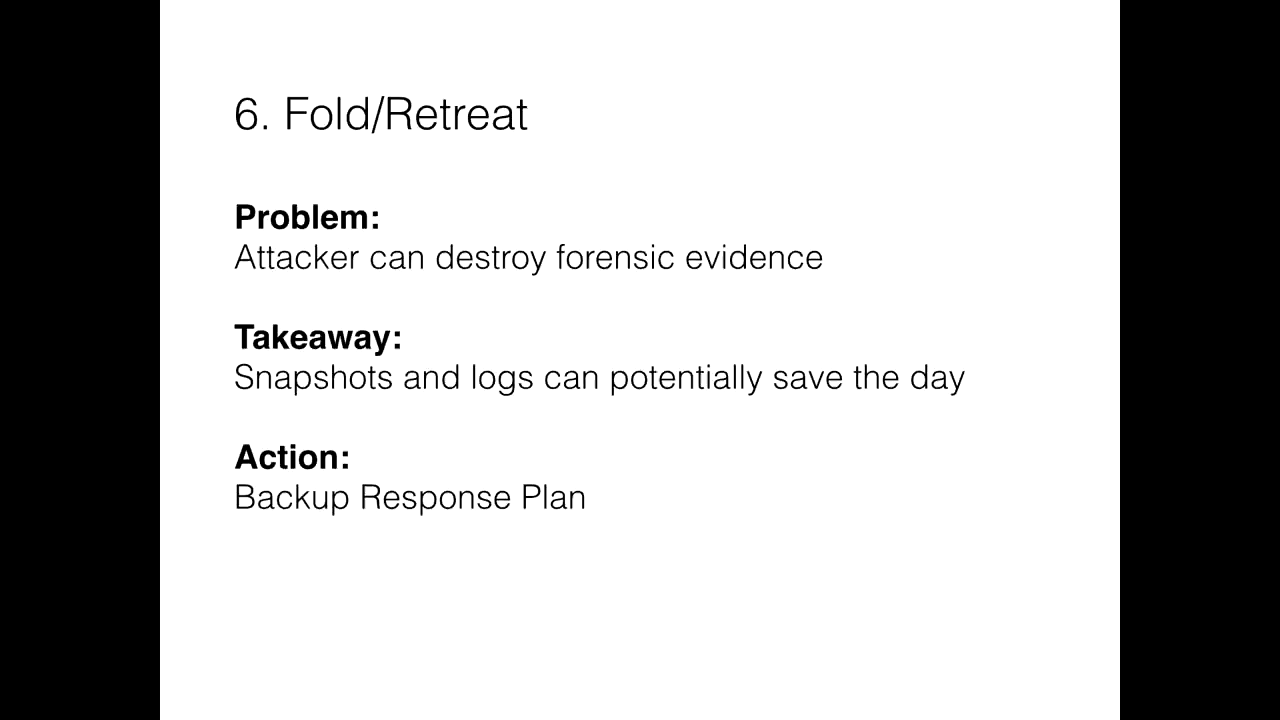 6. Fold/Retreat
Problem:
Attacker can destroy forensic evidence
Takeaway:
Snapshots and logs can potentially save the day
Action:
Backup Response Plan